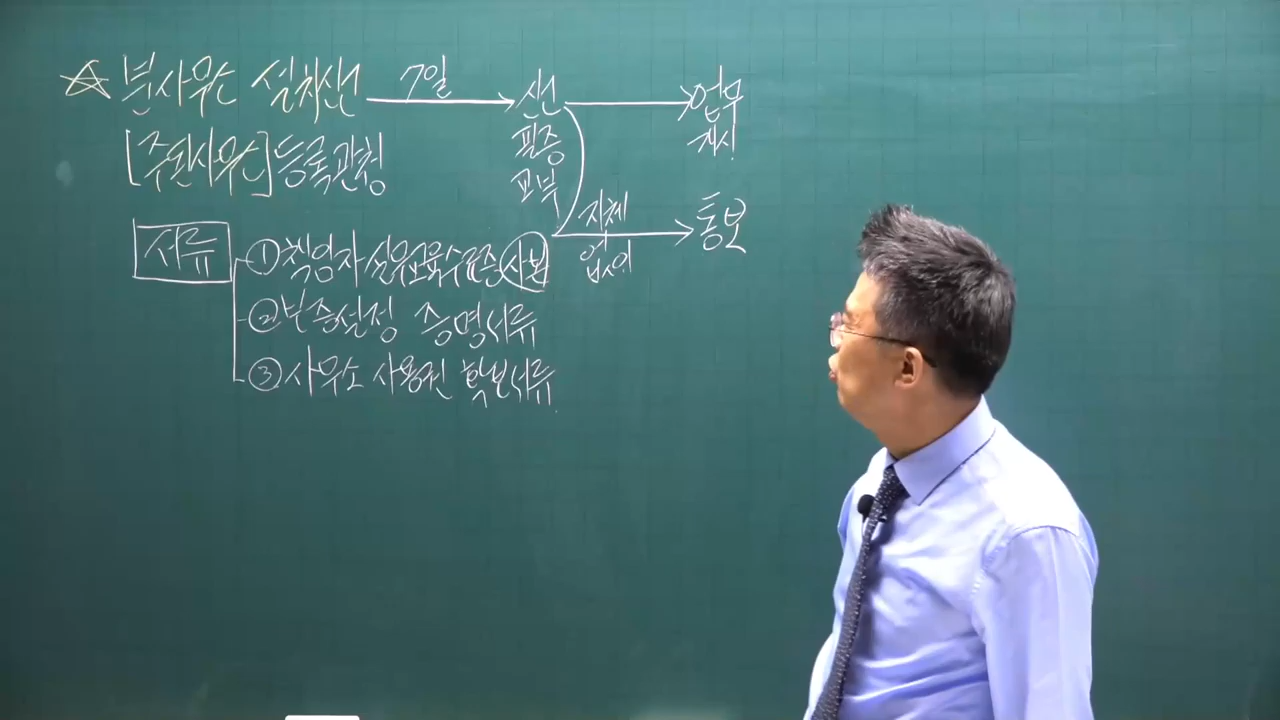 ☆ 분사무소 설치신고 7일 → 신고 → 업무
필증 개시
[주된사무소] 등록관청
교부 지체 → 통보
서류 ① 책임자 실무교육수료증 사본 없이
② 보증설정 증명서류
③ 사무소 사용권 확보서류